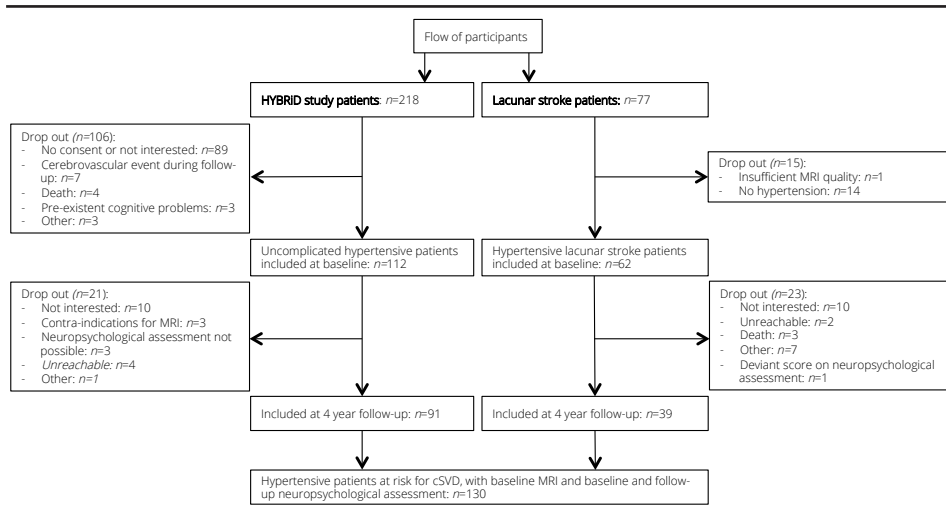 Flow of participants
HYBRID study patients: n=218
Lacunar stroke patients: n=77
Drop out (n=106):
- No consent or not interested: n=89
- Cerebrovascular event during follow-
up: n=7
- Death: n=4
- Pre-existent cognitive problems: n=3
- Other: n=3
Drop out (n=15):
- Insufficient MRI quality: n=1
- No hypertension: n=14
Uncomplicated hypertensive patients
included at baseline: n=112
Hypertensive lacunar stroke patients
included at baseline: n=62
Drop out (n=21):
- Not interested: n=10
- Contra-indications for MRI: n=3
- Neuropsychological assessment not
possible: n=3
- Unreachable: n=4
- Other: n=1
Drop out (n=23):
- Not interested: n=10
- Unreachable: n=2
- Death: n=3
- Other: n=7
- Deviant score on neuropsychological
assessment: n=1
Included at 4 year follow-up: n=91
Included at 4 year follow-up: n=39
Hypertensive patients at risk for cSVD, with baseline MRI and baseline and follow-
up neuropsychological assessment: n=130